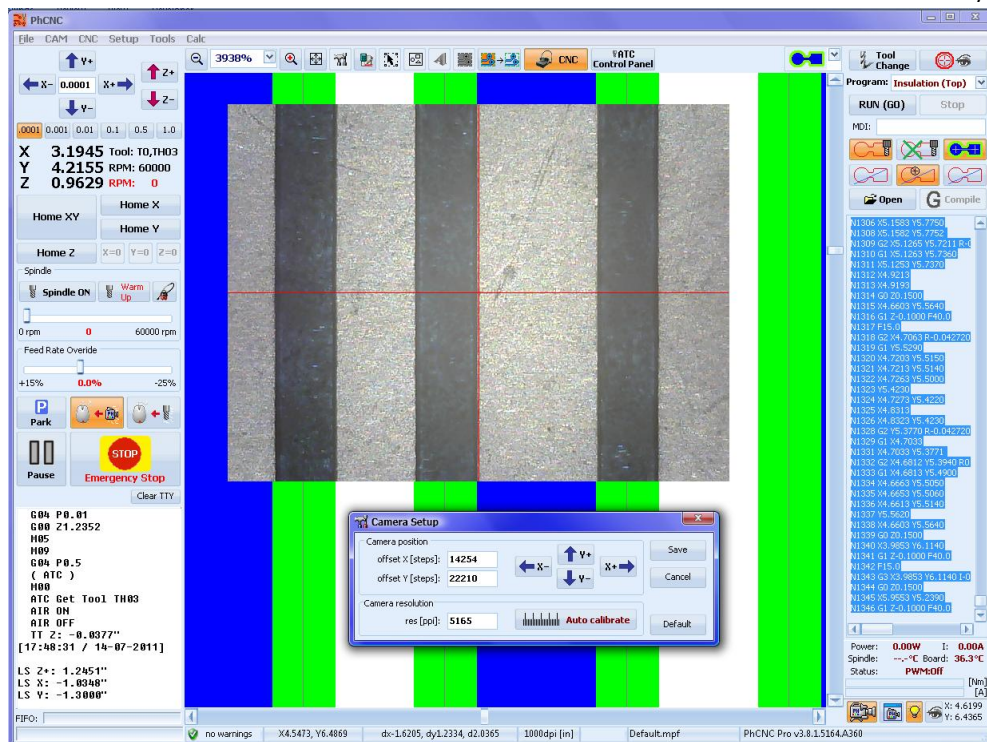 PhCNC
File CAM CNC Setup Tools Calc
Y+
X- 0.0001 X+
Y-
Z+
Z-
.0001 0.001 0.01 0.1 0.5 1.0
X 3.1945 Tool: T0,TH03
Y 4.2155 RPM: 60000
Z 0.9629 RPM: 0
Home XY
Home X
Home Y
Home Z X=0 Y=0 Z=0
Spindle
Spindle ON Warm Up
0 rpm 0 60000 rpm
Feed Rate Overide
+15% 0.0% -25%
Park
Pause
STOP
Emergency Stop
Clear TTY
G04 P0.01
G00 Z1.2352
M05
M09
G04 P0.5
( ATC )
M00
ATC Get Tool TH03
AIR ON
AIR OFF
TT Z: -0.0377"
[17:48:31 / 14-07-2011]
LS Z+: 1.2451"
LS X: -1.0348"
LS Y: -1.3000"
FIFO:
3938%
CNC
ATC
Control Panel
Camera Setup
Camera position
offset X [steps]: 14254
offset Y [steps]: 22210
X- Y+ Y- X+
Save
Cancel
Camera resolution
res [ppi]: 5165
Auto calibrate
Default
Tool
Change
Program: Insulation (Top)
RUN (G0) Stop
MDI:
Open Compile
N1306 X5.1583 Y5.7750
N1308 X5.1582 Y5.7752
N1309 G2 X5.1265 Y5.7211 R-0
N1310 G1 X5.1263 Y5.7360
N1311 X5.1253 Y5.7370
N1312 X4.9213
N1313 X4.9193
N1314 G0 Z0.1500
N1315 X4.6603 Y5.5640
N1316 G1 Z-0.1000 F40.0
N1317 F15.0
N1318 G2 X4.7063 R-0.042720
N1319 G1 Y5.5290
N1320 X4.7203 Y5.5150
N1321 X4.7213 Y5.5140
N1322 X4.7263 Y5.5000
N1323 Y5.4230
N1324 X4.7273 Y5.4220
N1325 X4.8313
N1326 X4.8323 Y5.4230
N1328 G2 Y5.3770 R-0.042720
N1329 G1 X4.7033
N1331 X4.7033 Y5.3771
N1332 G2 X4.6812 Y5.3940 R0
N1333 G1 X4.6813 Y5.4900
N1334 X4.6663 Y5.5050
N1335 X4.6653 Y5.5060
N1336 X4.6613 Y5.5140
N1337 Y5.5620
N1338 X4.6603 Y5.5640
N1339 G0 Z0.1500
N1340 X3.9853 Y6.1140
N1341 G1 Z-0.1000 F40.0
N1342 F15.0
N1343 G3 X3.9853 Y6.1140 I-0
N1344 G0 Z0.1500
N1345 X5.9553 Y5.2390
N1346 G1 Z-0.1000 F40.0
Power: 0.00W I: 0.00A
Spindle: --.-°C Board: 36.3°C
Status: PWM:Off
[Nm]
[A]
X: 4.6199
Y: 6.4365
no warnings X4.5473, Y6.4869 dx-1.6205, dy1.2334, d2.0365 1000dpi [in] Default.mpf PhCNC Pro v3.8.1.5164.A360